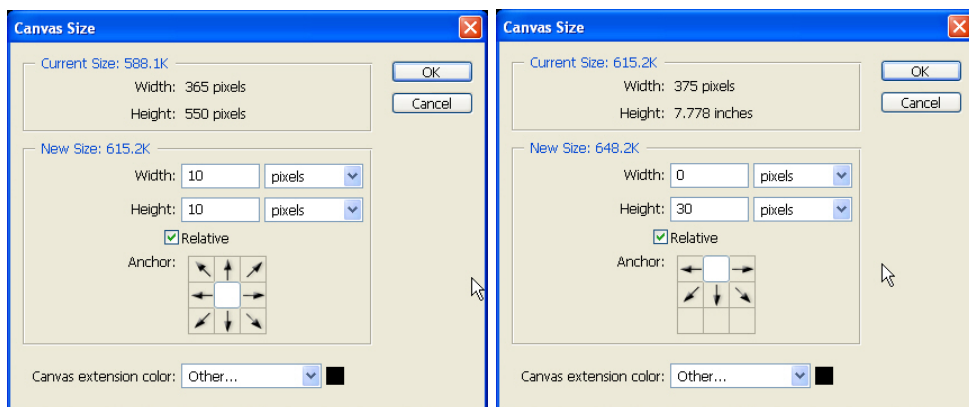 Canvas Size
Current Size: 588.1K
Width: 365 pixels
Height: 550 pixels
OK
Cancel
New Size: 615.2K
Width: 10 pixels
Height: 10 pixels
Relative
Anchor:
Canvas extension color: Other...
Canvas Size
Current Size: 615.2K
Width: 375 pixels
Height: 7.778 inches
OK
Cancel
New Size: 648.2K
Width: 0 pixels
Height: 30 pixels
Relative
Anchor:
Canvas extension color: Other...